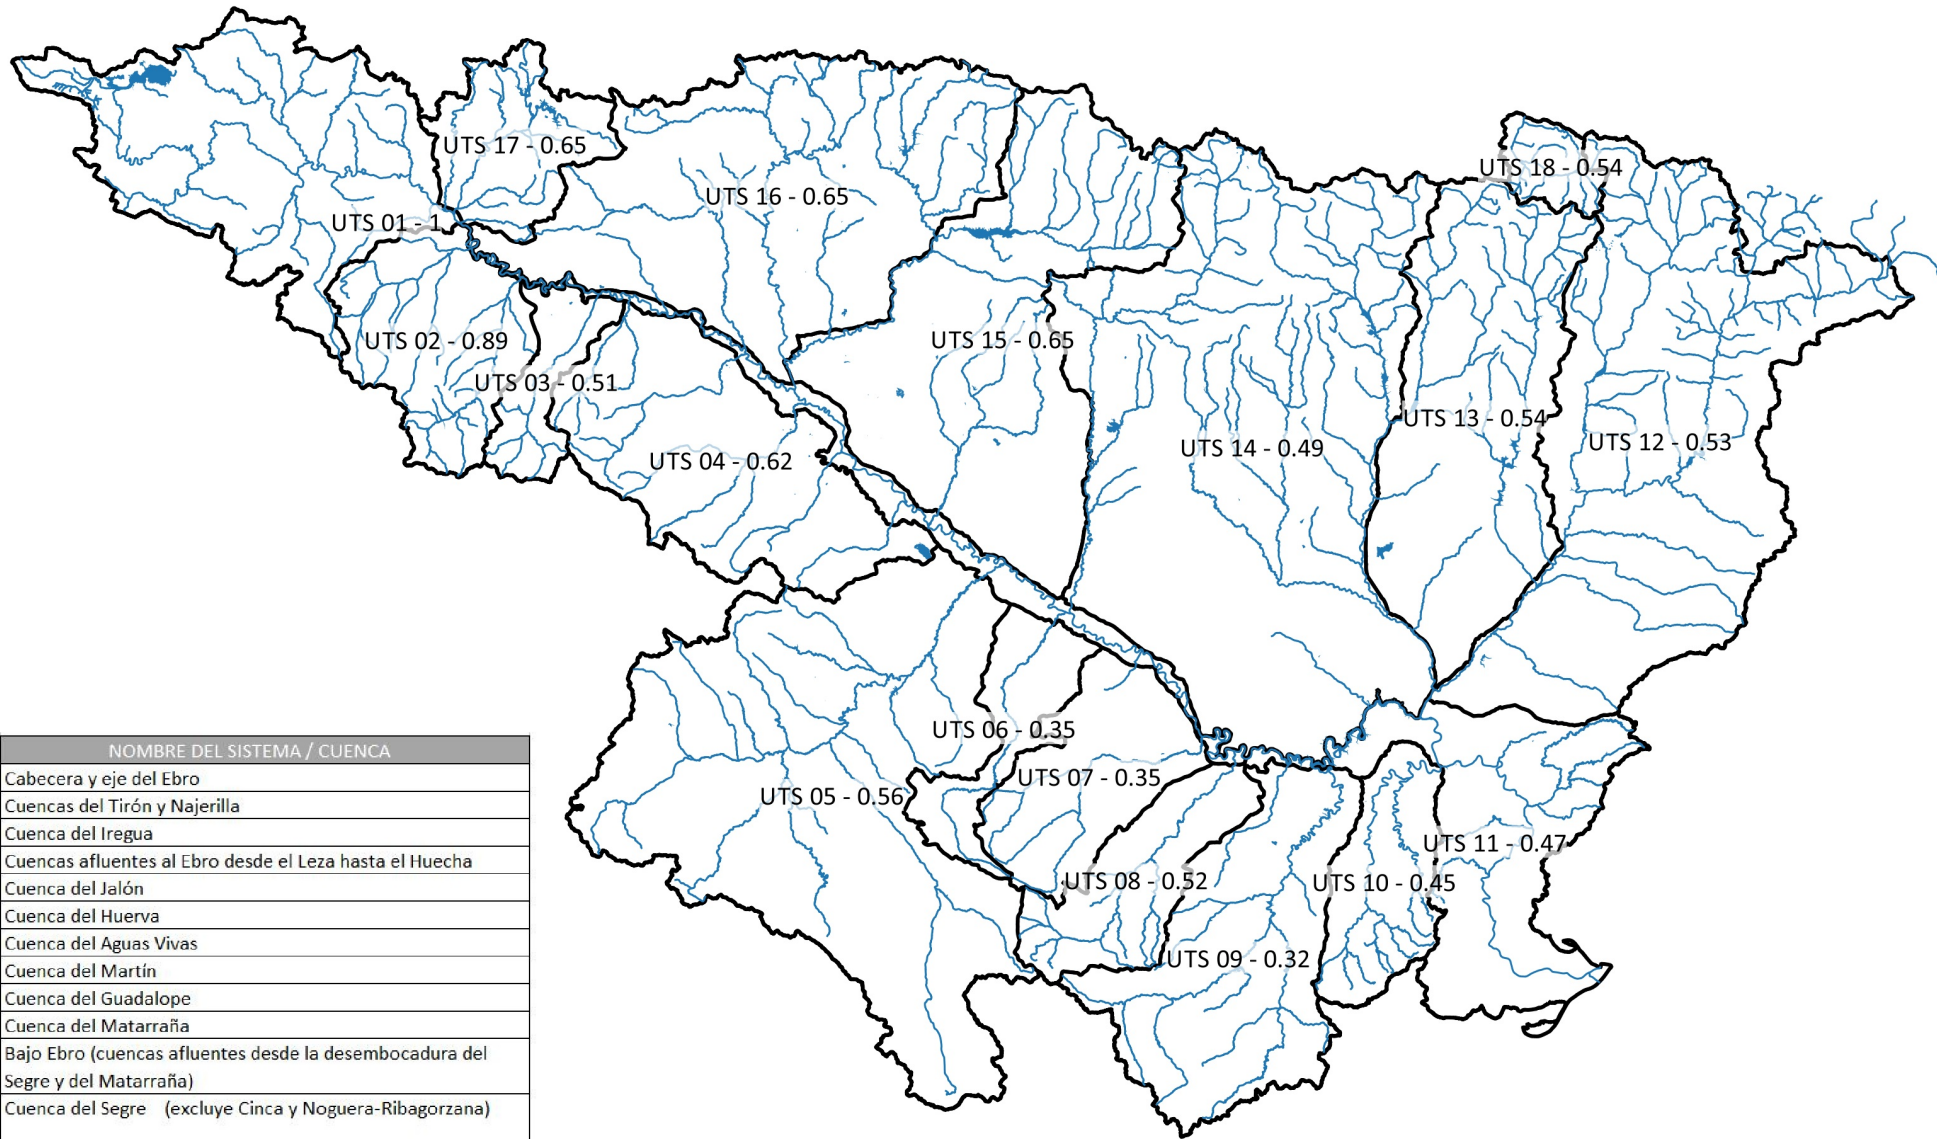 UTS 17 - 0.65
UTS 18 - 0.54
UTS 16 - 0.65
UTS 01 - 1
UTS 02 - 0.89
UTS 15 - 0.65
UTS 03 - 0.51
UTS 13 - 0.54
UTS 12 - 0.53
UTS 14 - 0.49
UTS 04 - 0.62
UTS 06 - 0.35
UTS 07 - 0.35
UTS 05 - 0.56
UTS 11 - 0.47
UTS 08 - 0.52
UTS 10 - 0.45
UTS 09 - 0.32
NOMBRE DEL SISTEMA / CUENCA
Cabecera y eje del Ebro
Cuencas del Tirón y Najerilla
Cuenca del Iregua
Cuencas afluentes al Ebro desde el Leza hasta el Huecha
Cuenca del Jalón
Cuenca del Huerva
Cuenca del Aguas Vivas
Cuenca del Martín
Cuenca del Guadalope
Cuenca del Matarraña
Bajo Ebro (cuencas afluentes desde la desembocadura del
Segre y del Matarraña)
Cuenca del Segre (excluye Cinca y Noguera-Ribagorzana)